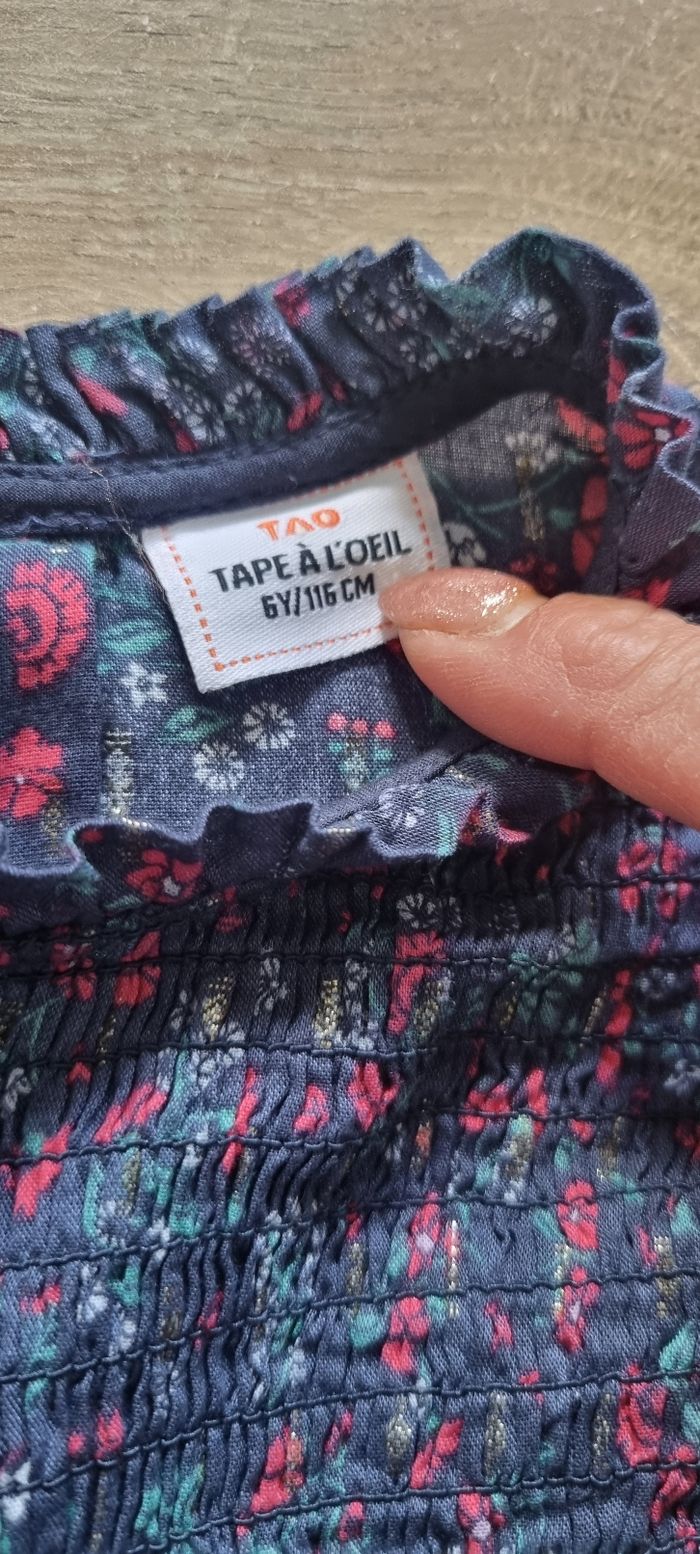 TAO
TAPE À L'OEIL
6Y/116 CM